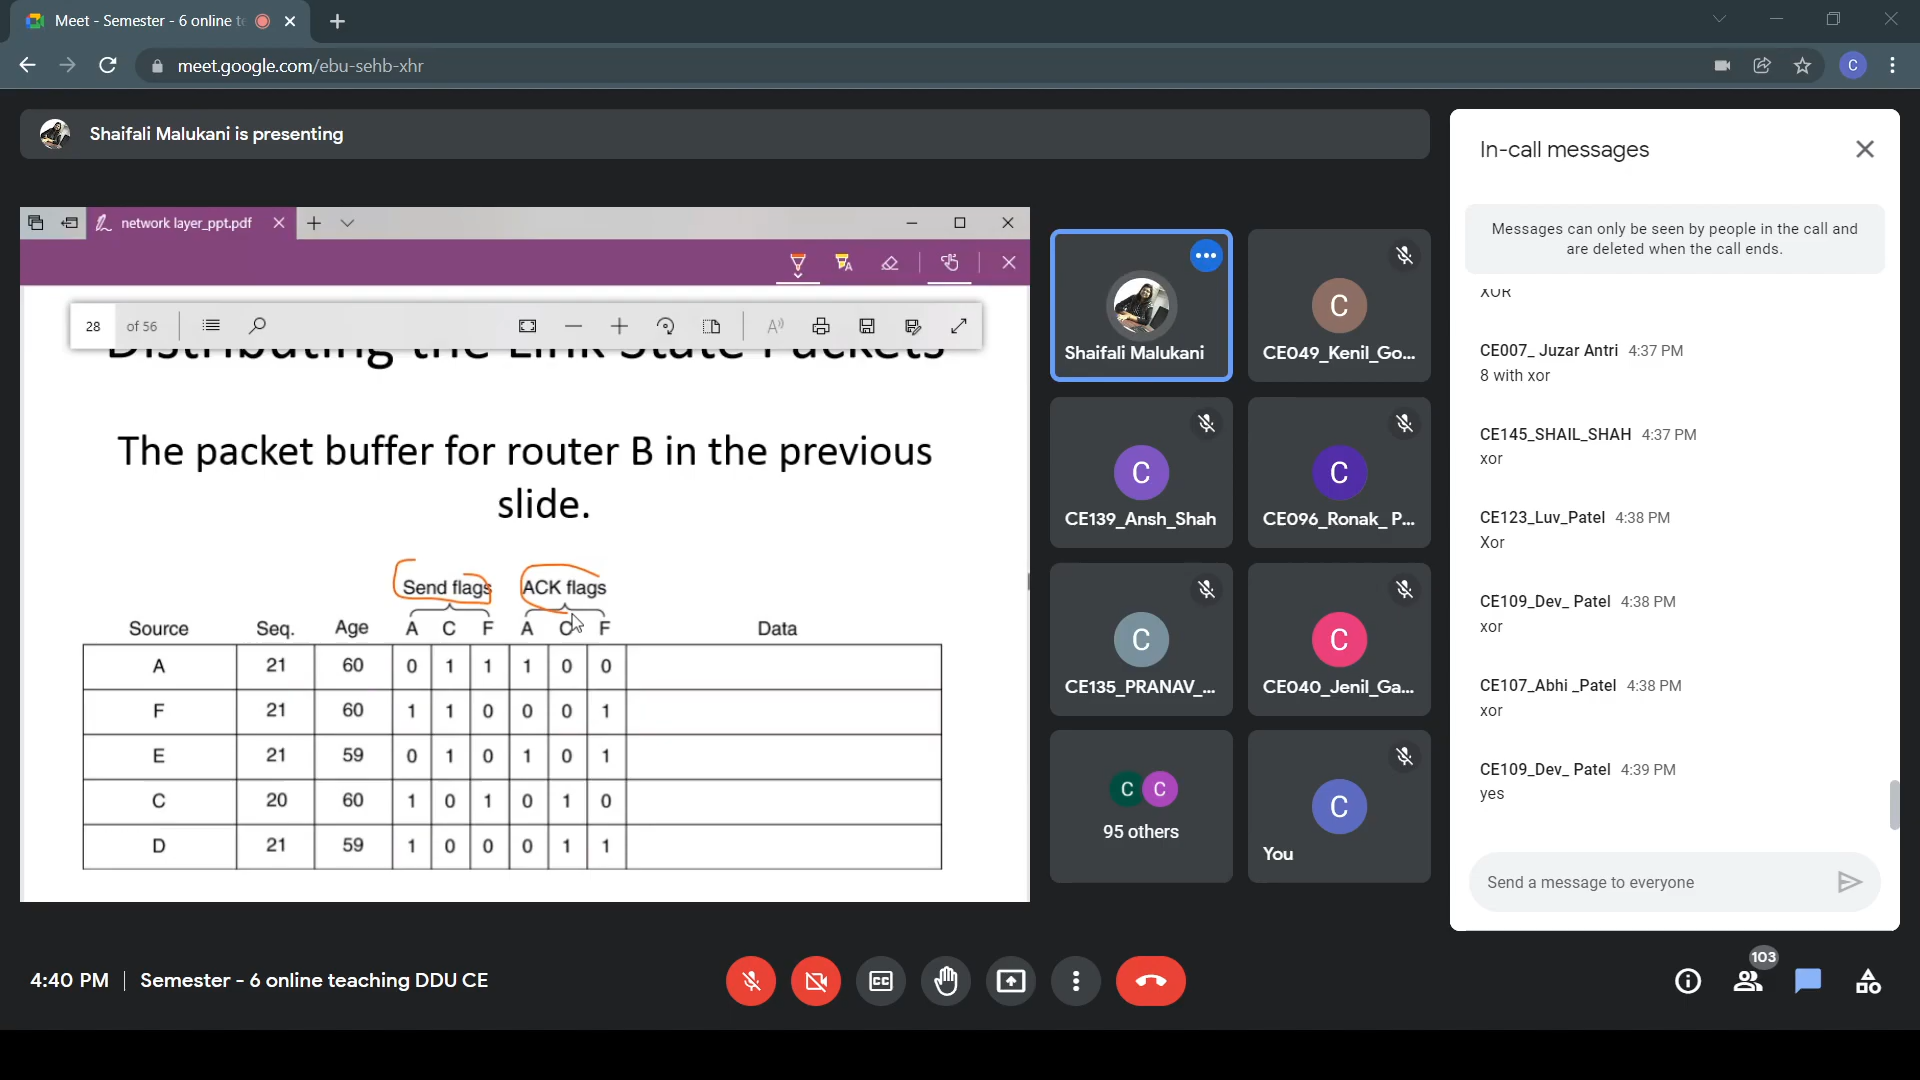 Meet - Semester - 6 online te
meet.google.com/ebu-sehb-xhr
C
Shaifali Malukani is presenting
network layer_ppt.pdf
28 of 56
Distributing the Link State Packets
The packet buffer for router B in the previous
slide.
Send flags ACK flags
Source Seq. Age A C F A C F Data
A 21 60 0 1 1 1 0 0
F 21 60 1 1 0 0 0 1
E 21 59 0 1 0 1 0 1
C 20 60 1 0 1 0 1 0
D 21 59 1 0 0 0 1 1
Shaifali Malukani
C
CE049_Kenil_Go...
C
CE139_Ansh_Shah
C
CE096_Ronak_ P...
C
CE135_PRANAV_...
C
CE040_Jenil_Ga...
C C
95 others
C
You
In-call messages
Messages can only be seen by people in the call and
are deleted when the call ends.
XOR
CE007_ Juzar Antri 4:37 PM
8 with xor
CE145_SHAIL_SHAH 4:37 PM
xor
CE123_Luv_Patel 4:38 PM
Xor
CE109_Dev_ Patel 4:38 PM
xor
CE107_Abhi _Patel 4:38 PM
xor
CE109_Dev_ Patel 4:39 PM
yes
Send a message to everyone
4:40 PM | Semester - 6 online teaching DDU CE
103